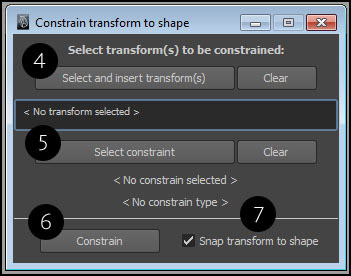 Constrain transform to shape
Select transform(s) to be constrained:
4
Select and insert transform(s) Clear
< No transform selected >
5
Select constraint Clear
< No constrain selected >
< No constrain type >
6 7
Constrain Snap transform to shape